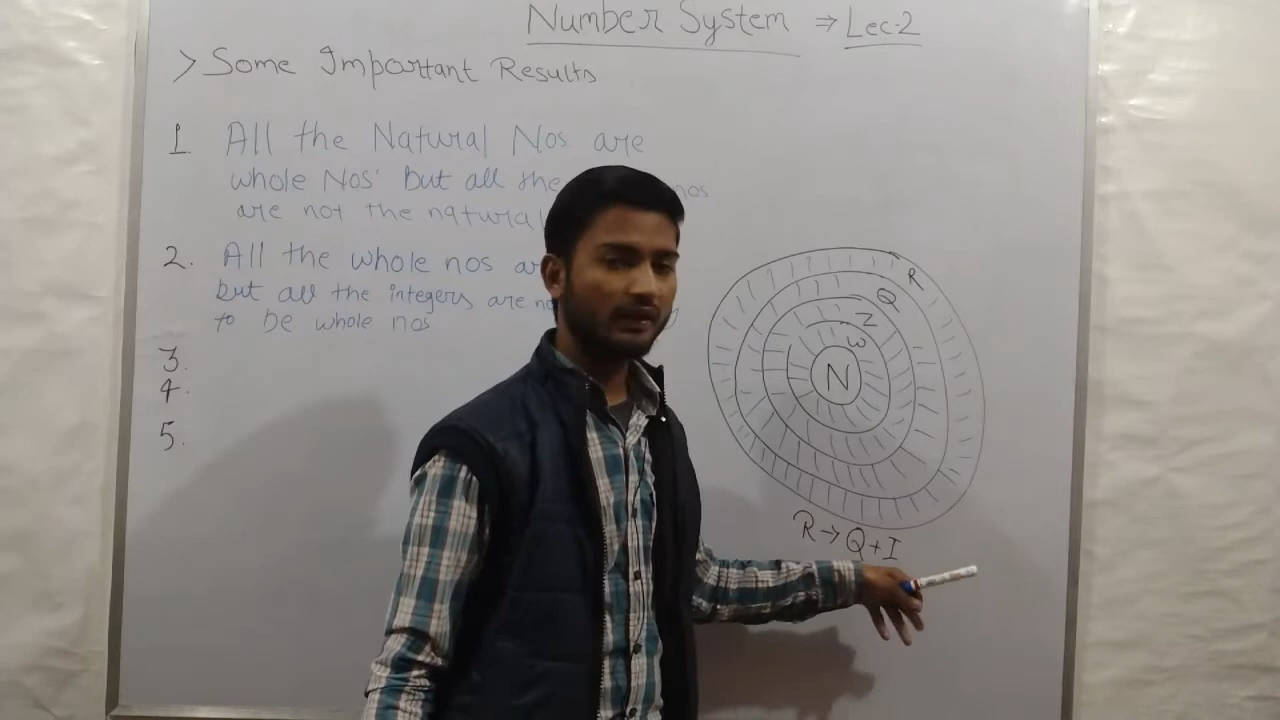 Number System ⇒ Lec-2
> Some Important Results
1. All the Natural Nos. are
whole Nos' But all the nos
are not the natural
2. All the whole nos
but all the integers are
to be whole nos
3.
4.
5.
R
Q
Z
W
N
R → Q + I